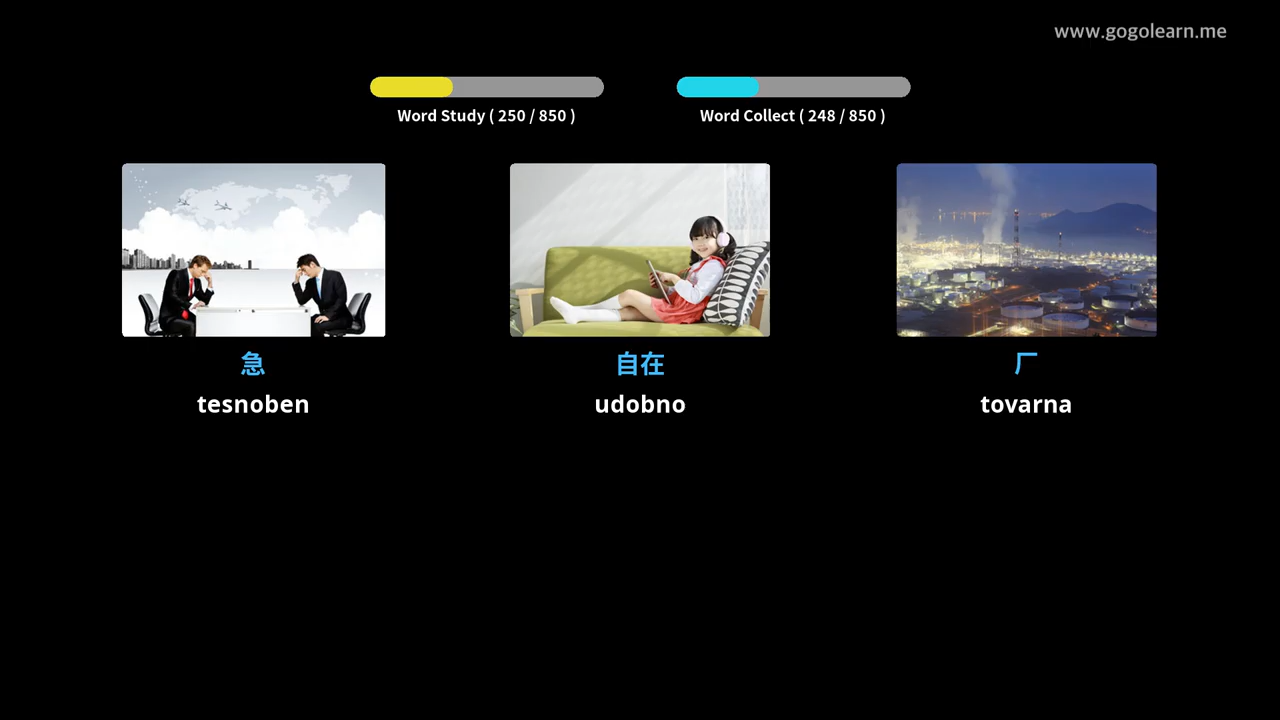 www.gogolearn.me
Word Study ( 250 / 850 )
Word Collect ( 248 / 850 )
急
自在
厂
tesnoben
udobno
tovarna